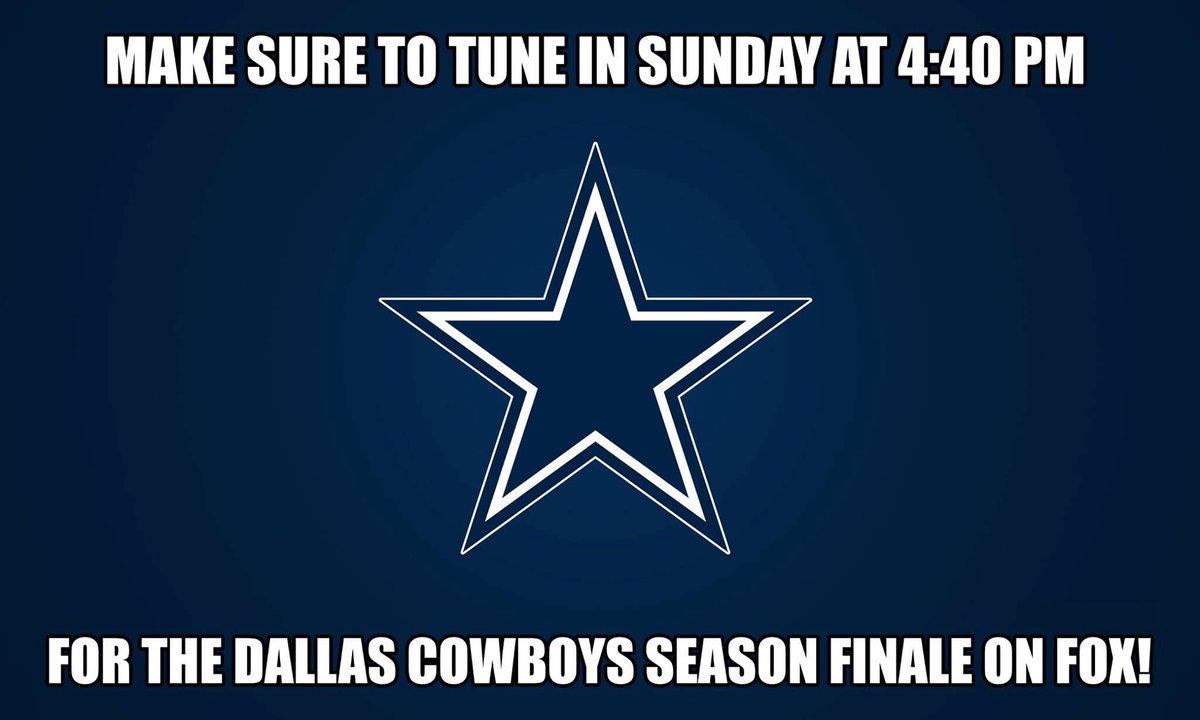 MAKE SURE TO TUNE IN SUNDAY AT 4:40 PM
FOR THE DALLAS COWBOYS SEASON FINALE ON FOX!